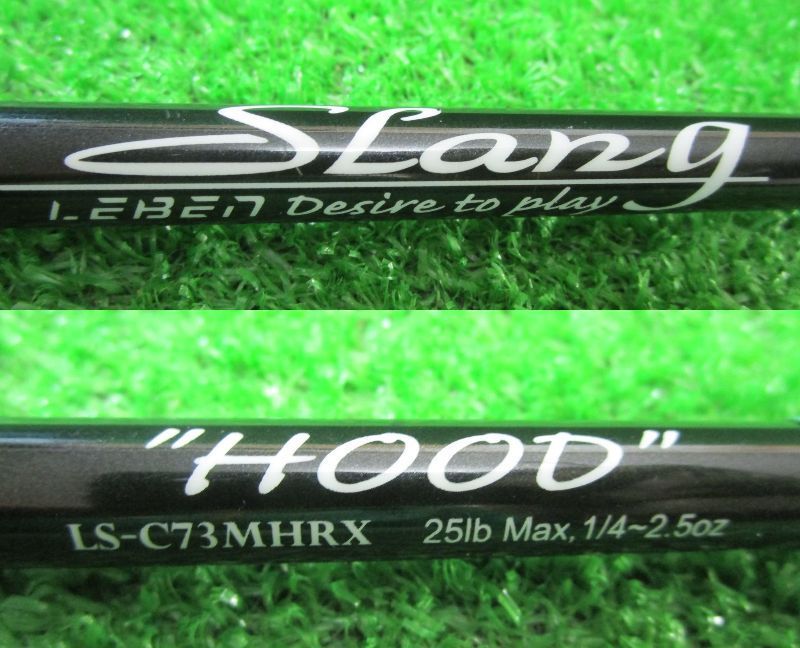 Slang
LEBEN Desire to play
"HOOD"
LS-C73MHRX 25lb Max, 1/4~2.5oz